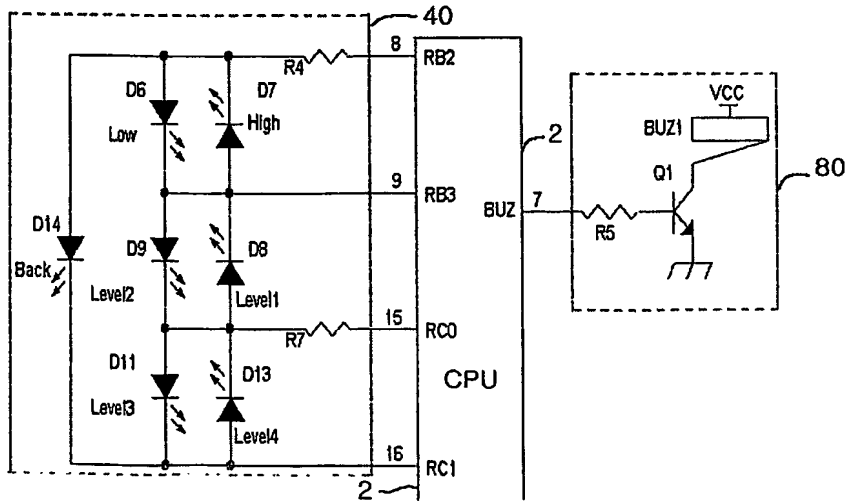 40
8
R4
RB2
D6
D7
Low
High
VCC
BUZ1
2
9
RB3
Q1
80
BUZ
7
R5
D14
D9
D8
Back
Level2
Level1
15
R7
RC0
D11
D13
CPU
Level3
Level4
16
RC1
2